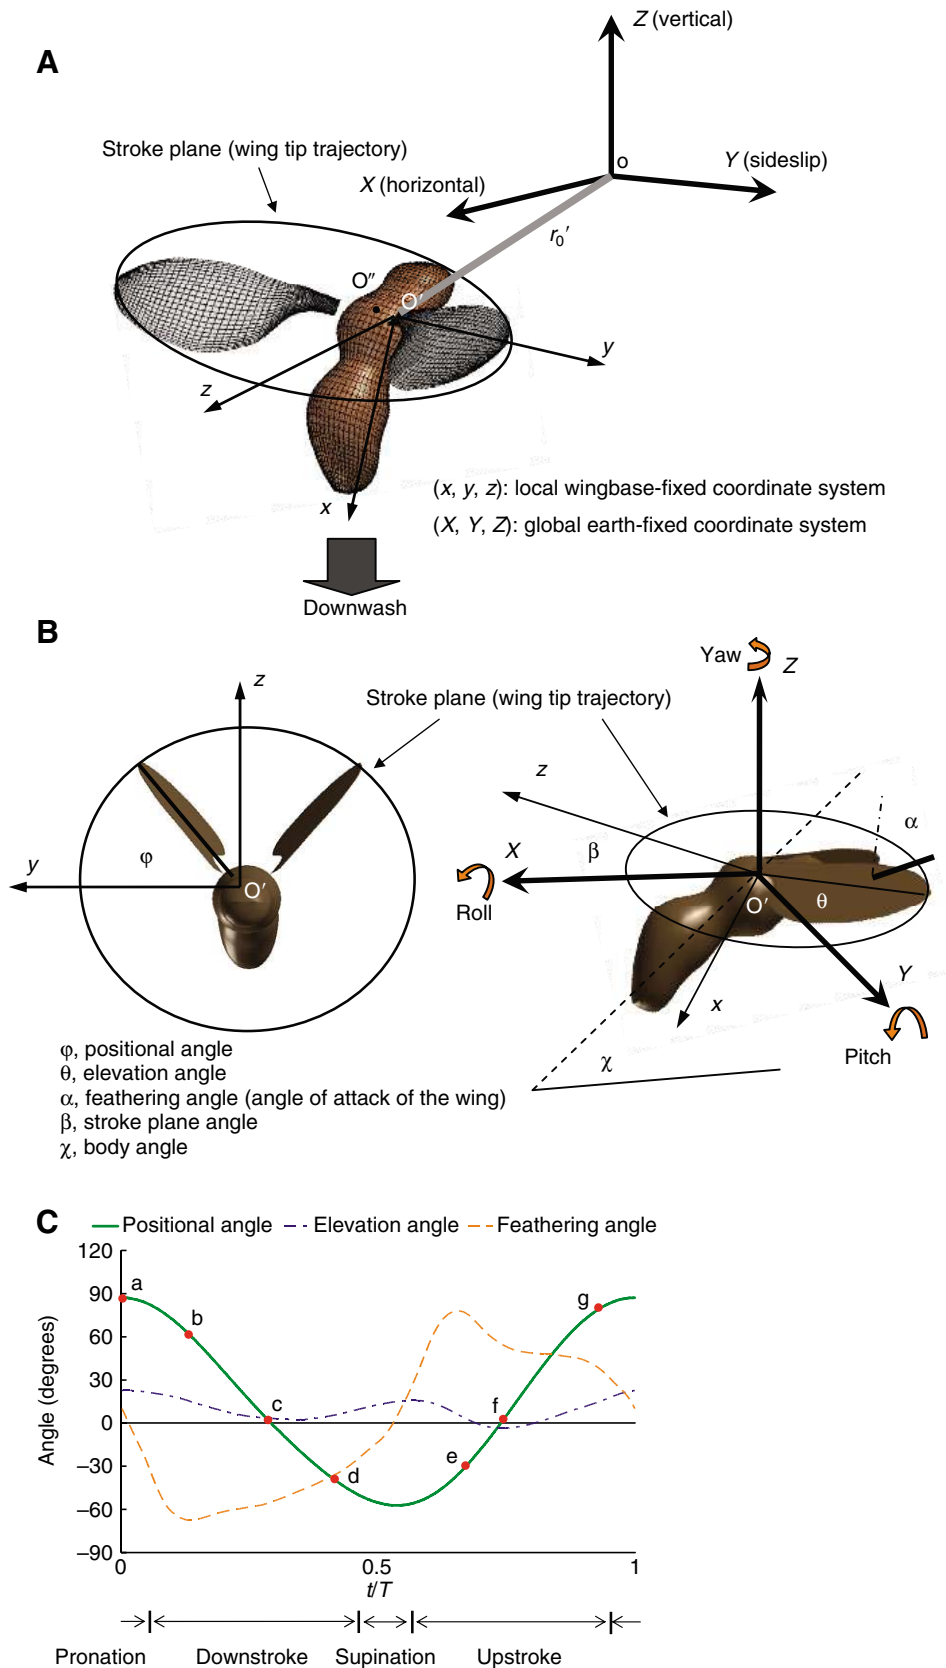 A
Z (vertical)
Stroke plane (wing tip trajectory)
o
Y (sideslip)
X (horizontal)
r0′
O″
O′
y
z
x
(x, y, z): local wingbase-fixed coordinate system
(X, Y, Z): global earth-fixed coordinate system
Downwash
B
Yaw
Z
z
Stroke plane (wing tip trajectory)
z
α
X
β
φ
y
O′
Roll
O′
θ
Y
x
χ
Pitch
φ, positional angle
θ, elevation angle
α, feathering angle (angle of attack of the wing)
β, stroke plane angle
χ, body angle
C
Positional angle
Elevation angle
Feathering angle
120
90
60
30
0
–30
–60
–90
Angle (degrees)
a
b
c
d
e
f
g
0
0.5
1
t/T
Pronation
Downstroke
Supination
Upstroke